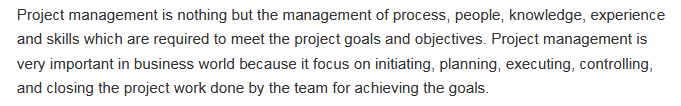 Project management is nothing but the management of process, people, knowledge, experience
and skills which are required to meet the project goals and objectives. Project management is
very important in business world because it focus on initiating, planning, executing, controlling,
and closing the project work done by the team for achieving the goals.